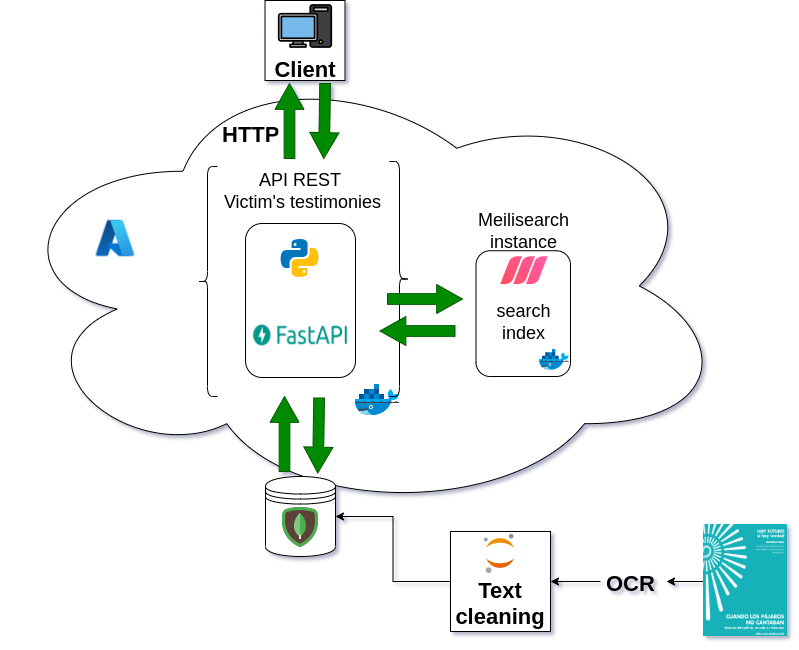 Client
HTTP
API REST
Victim's testimonies
Meilisearch
instance
FastAPI
search
index
Text
cleaning
OCR
HAY FUTURO
si hay verdad
CUANDO LOS PÁJAROS
NO CANTABAN